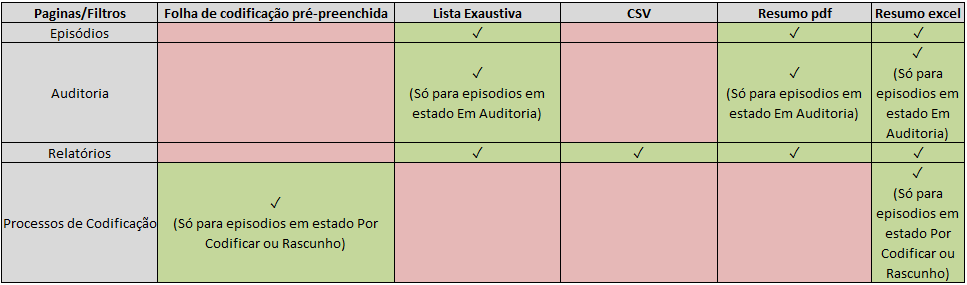 Paginas/Filtros Folha de codificação pré-preenchida Lista Exaustiva CSV Resumo pdf Resumo excel
Episódios ✓ ✓ ✓
Auditoria
✓
(Só para episodios em
estado Em Auditoria)
✓
(Só para episodios em
estado Em Auditoria)
✓
(Só para
episodios em
estado Em
Auditoria)
Relatórios ✓ ✓ ✓ ✓
Processos de Codificação
✓
(Só para episodios em estado Por
Codificar ou Rascunho)
✓
(Só para
episodios em
estado Por
Codificar ou
Rascunho)